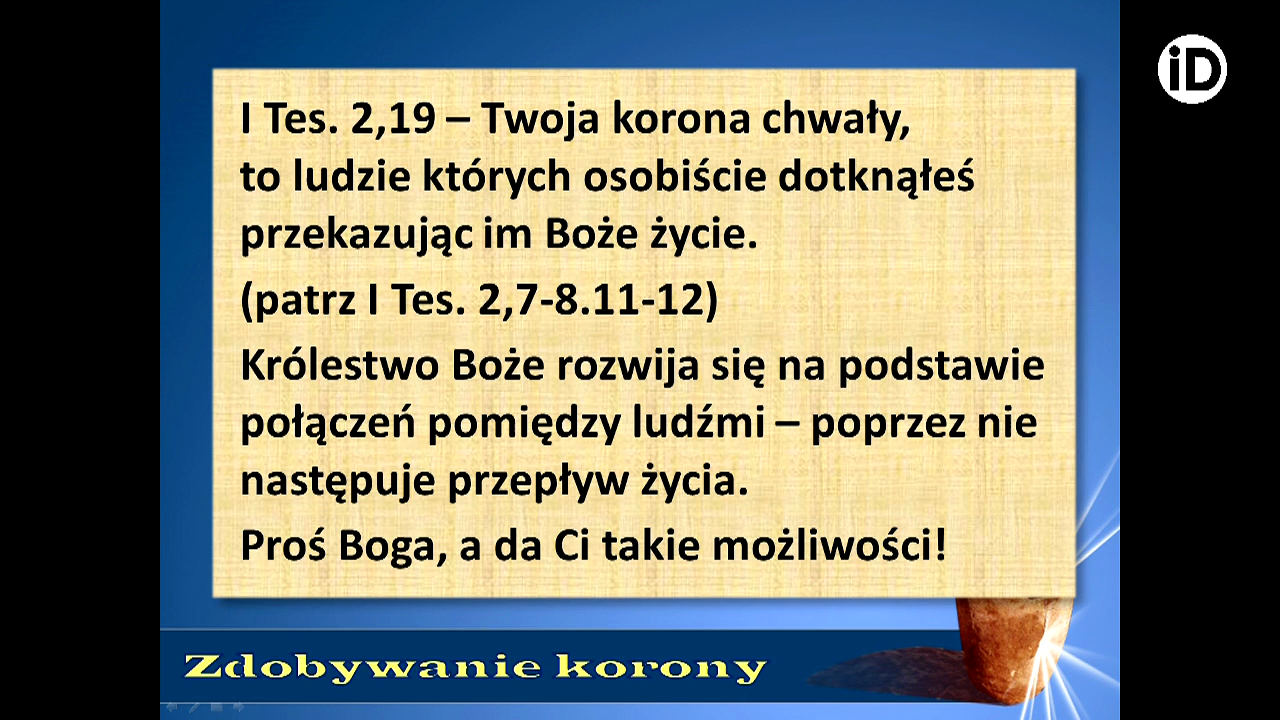 iD
I Tes. 2,19 – Twoja korona chwały,
to ludzie których osobiście dotknąłeś
przekazując im Boże życie.
(patrz I Tes. 2,7-8.11-12)
Królestwo Boże rozwija się na podstawie
połączeń pomiędzy ludźmi – poprzez nie
następuje przepływ życia.
Proś Boga, a da Ci takie możliwości!
Zdobywanie korony